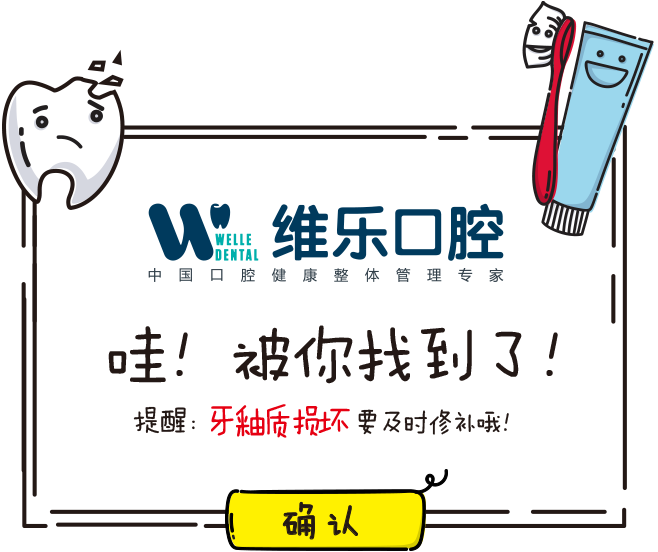 WELLE
DENTAL
维乐口腔
中国口腔健康整体管理专家
哇！被你找到了！
提醒：牙釉质损坏要及时修补哦！
确认